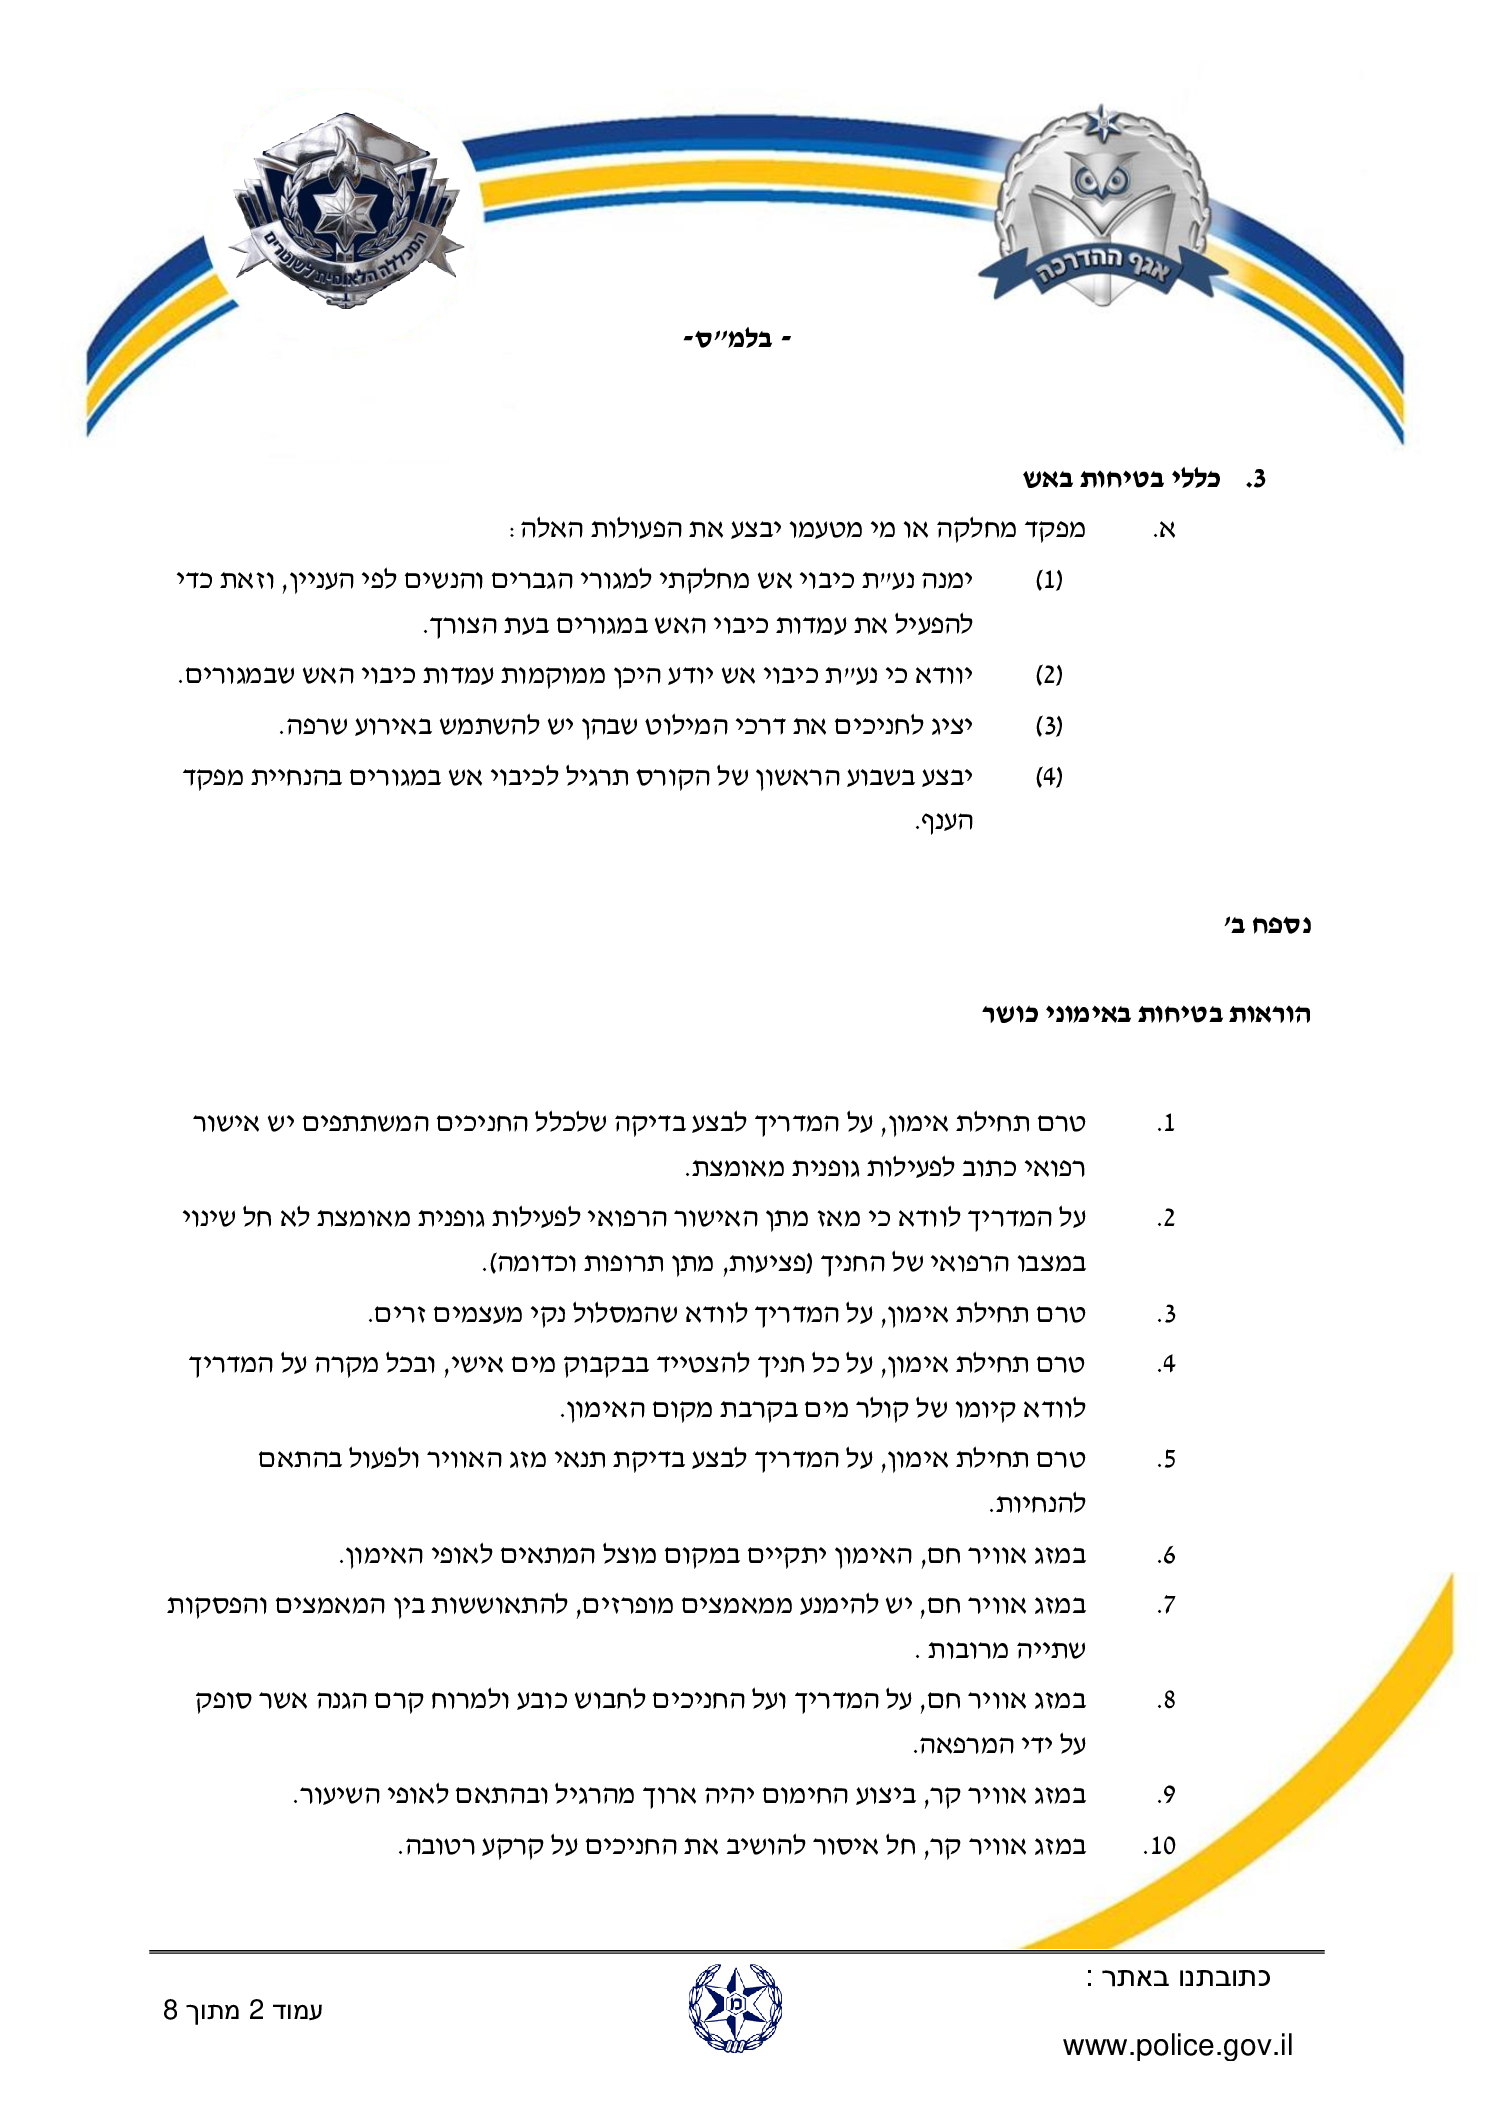 המכללה הלאומית לשוטרים
אגף ההדרכה
- בלמ"ס-
3. כללי בטיחות באש
א. מפקד מחלקה או מי מטעמו יבצע את הפעולות האלה :
(1) ימנה נע"ת כיבוי אש מחלקתי למגורי הגברים והנשים לפי העניין, וזאת כדי
להפעיל את עמדות כיבוי האש במגורים בעת הצורך.
(2) יוודא כי נע"ת כיבוי אש יודע היכן ממוקמות עמדות כיבוי האש שבמגורים.
(3) יציג לחניכים את דרכי המילוט שבהן יש להשתמש באירוע שרפה.
(4) יבצע בשבוע הראשון של הקורס תרגיל לכיבוי אש במגורים בהנחיית מפקד
הענף.
נספח ב'
הוראות בטיחות באימוני כושר
1. טרם תחילת אימון, על המדריך לבצע בדיקה שלכלל החניכים המשתתפים יש אישור
רפואי כתוב לפעילות גופנית מאומצת.
2. על המדריך לוודא כי מאז מתן האישור הרפואי לפעילות גופנית מאומצת לא חל שינוי
במצבו הרפואי של החניך (פציעות, מתן תרופות וכדומה).
3. טרם תחילת אימון, על המדריך לוודא שהמסלול נקי מעצמים זרים.
4. טרם תחילת אימון, על כל חניך להצטייד בבקבוק מים אישי, ובכל מקרה על המדריך
לוודא קיומו של קולר מים בקרבת מקום האימון.
5. טרם תחילת אימון, על המדריך לבצע בדיקת תנאי מזג האוויר ולפעול בהתאם
להנחיות.
6. במזג אוויר חם, האימון יתקיים במקום מוצל המתאים לאופי האימון.
7. במזג אוויר חם, יש להימנע ממאמצים מופרזים, להתאוששות בין המאמצים והפסקות
שתייה מרובות .
8. במזג אוויר חם, על המדריך ועל החניכים לחבוש כובע ולמרוח קרם הגנה אשר סופק
על ידי המרפאה.
9. במזג אוויר קר, ביצוע החימום יהיה ארוך מהרגיל ובהתאם לאופי השיעור.
10. במזג אוויר קר, חל איסור להושיב את החניכים על קרקע רטובה.
כתובתנו באתר :
www.police.gov.il
מ
עמוד 2 מתוך 8